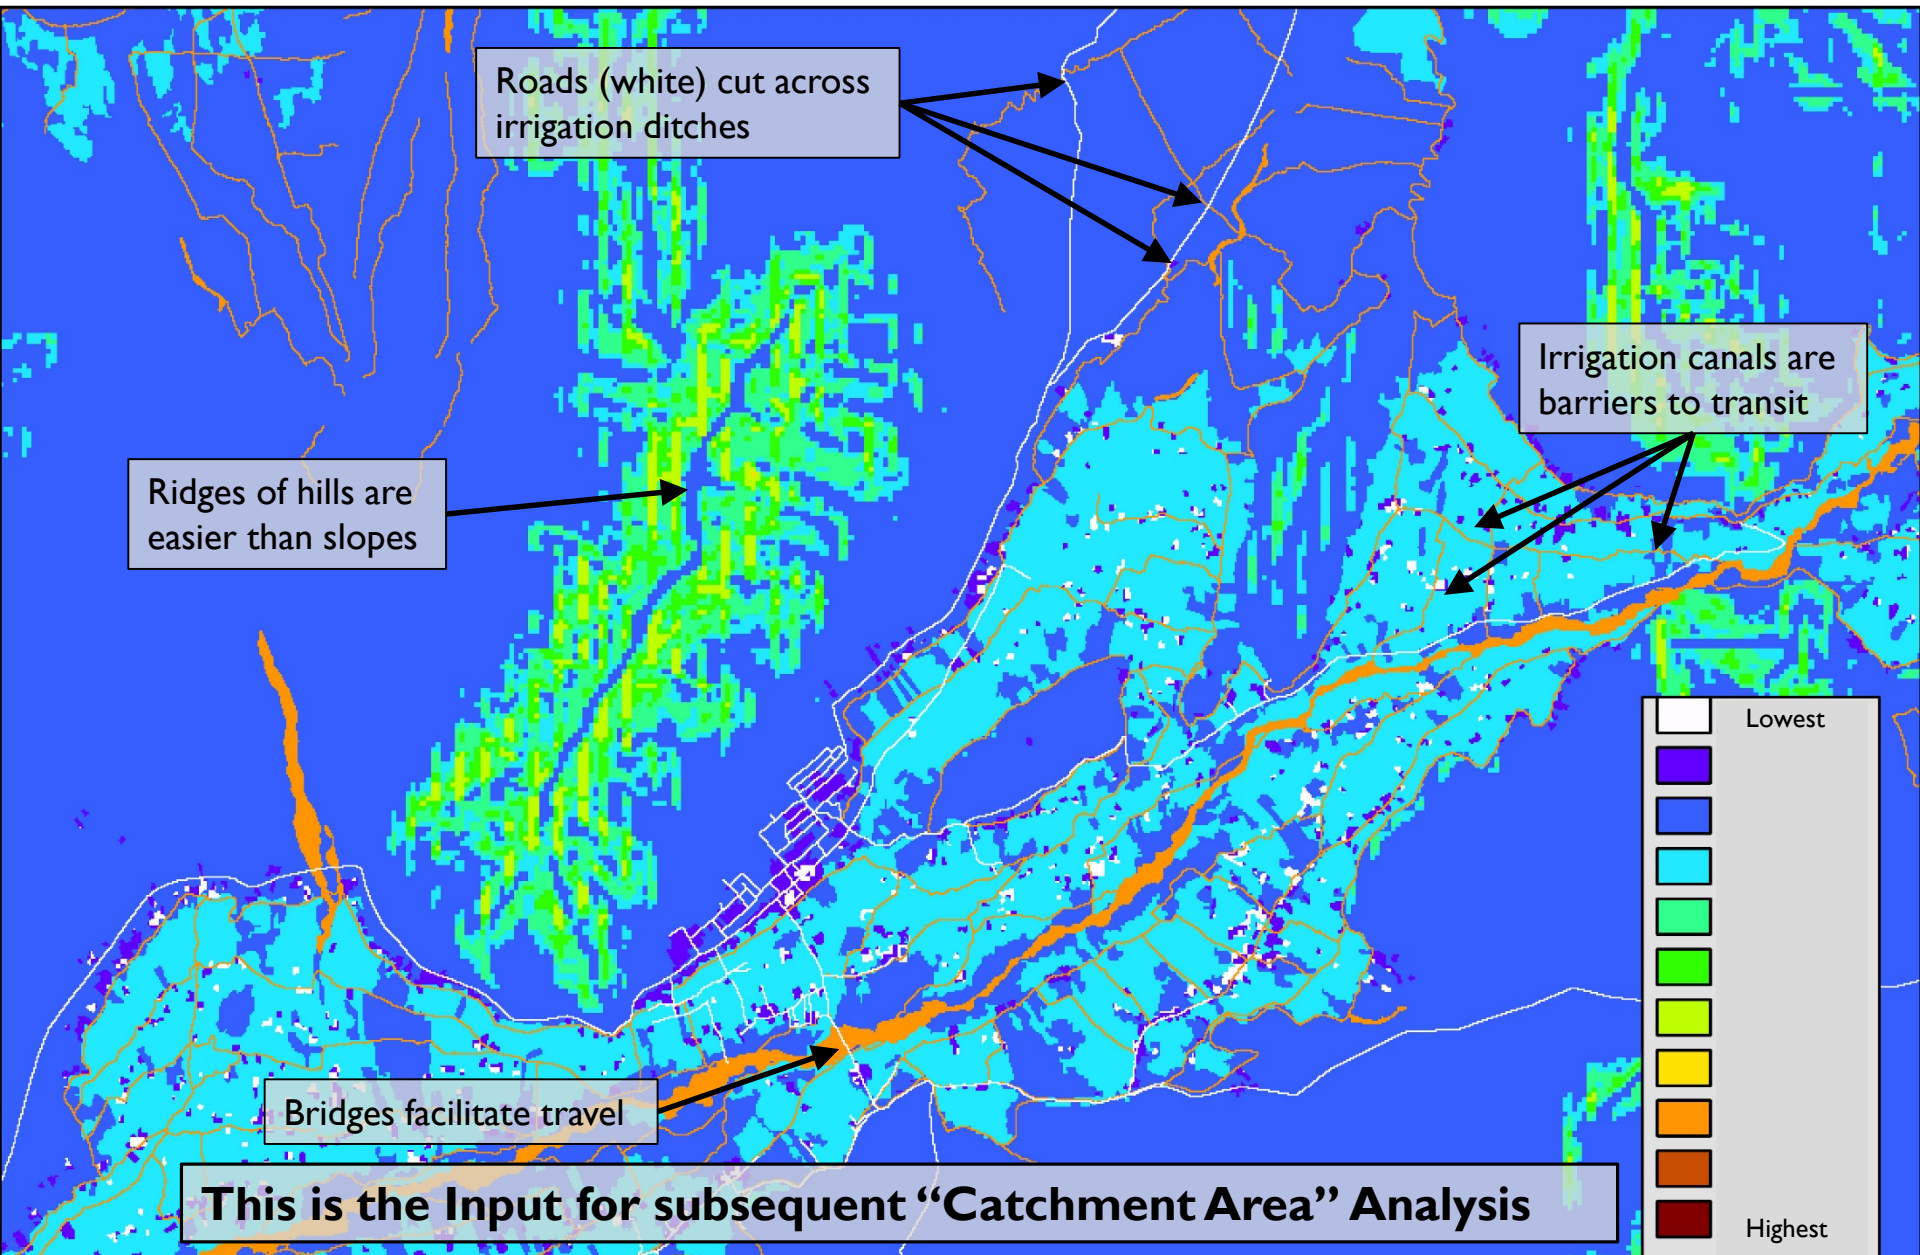 Roads (white) cut across
irrigation ditches
Irrigation canals are
barriers to transit
Ridges of hills are
easier than slopes
Lowest
Bridges facilitate travel
This is the Input for subsequent “Catchment Area” Analysis
Highest